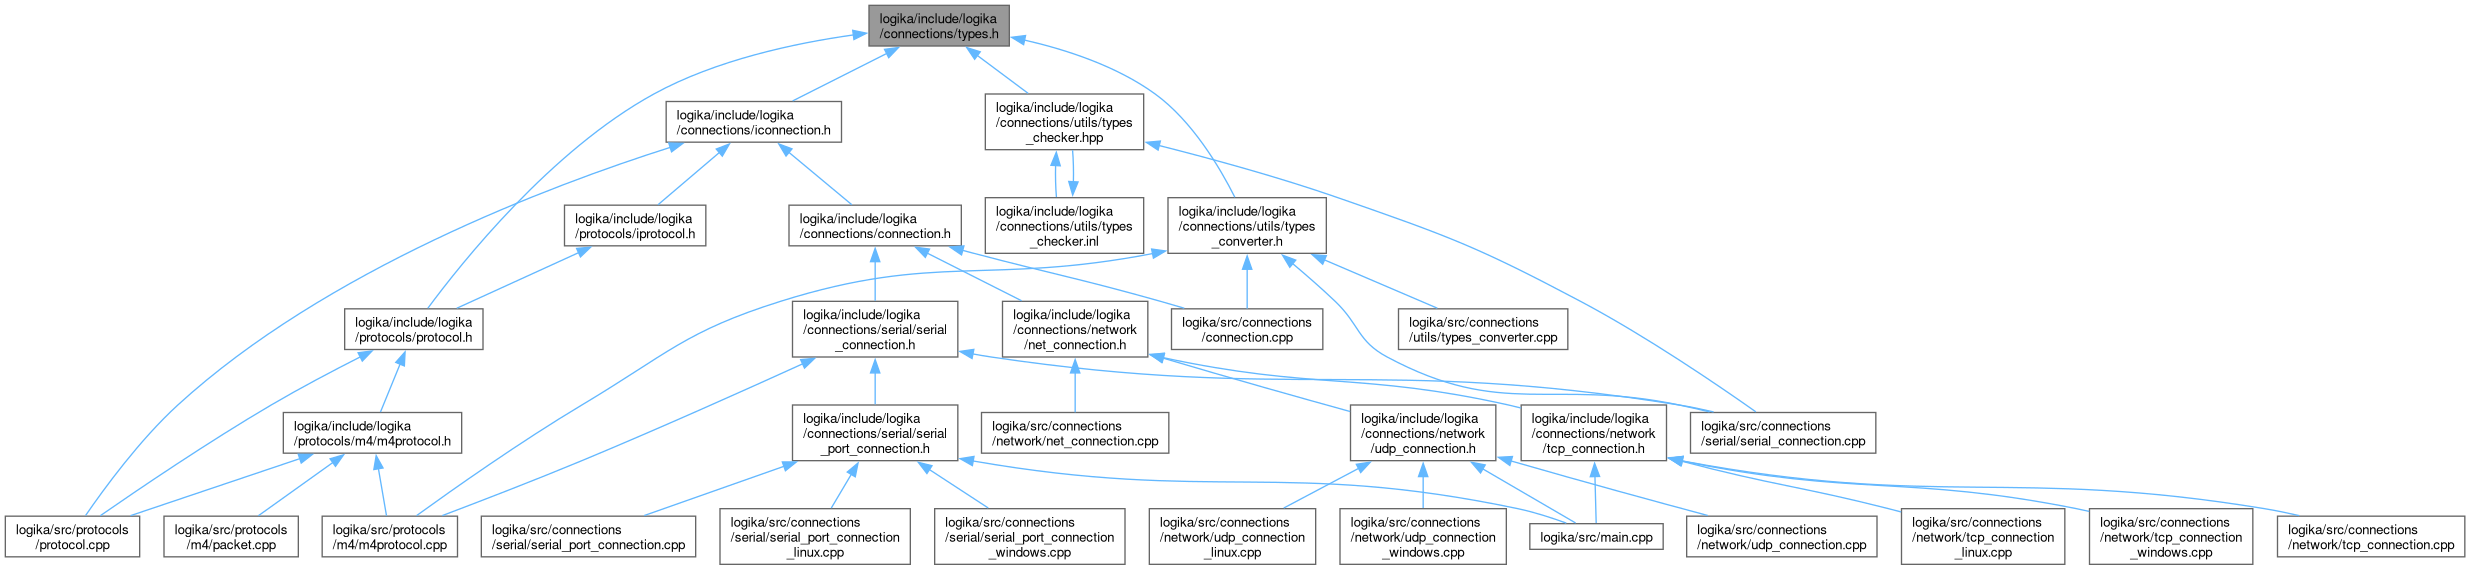 logika/include/logika
/connections/types.h
logika/include/logika
/connections/iconnection.h
logika/include/logika
/connections/utils/types
_checker.hpp
logika/include/logika
/protocols/iprotocol.h
logika/include/logika
/connections/connection.h
logika/include/logika
/connections/utils/types
_checker.inl
logika/include/logika
/connections/utils/types
_converter.h
logika/include/logika
/protocols/protocol.h
logika/include/logika
/connections/serial/serial
_connection.h
logika/include/logika
/connections/network
/net_connection.h
logika/src/connections
/connection.cpp
logika/src/connections
/utils/types_converter.cpp
logika/include/logika
/protocols/m4/m4protocol.h
logika/include/logika
/connections/serial/serial
_port_connection.h
logika/src/connections
/network/net_connection.cpp
logika/include/logika
/connections/network
/udp_connection.h
logika/include/logika
/connections/network
/tcp_connection.h
logika/src/connections
/serial/serial_connection.cpp
logika/src/protocols
/protocol.cpp
logika/src/protocols
/m4/packet.cpp
logika/src/protocols
/m4/m4protocol.cpp
logika/src/connections
/serial/serial_port_connection.cpp
logika/src/connections
/serial/serial_port_connection
_linux.cpp
logika/src/connections
/serial/serial_port_connection
_windows.cpp
logika/src/connections
/network/udp_connection
_linux.cpp
logika/src/connections
/network/udp_connection
_windows.cpp
logika/src/main.cpp
logika/src/connections
/network/udp_connection.cpp
logika/src/connections
/network/tcp_connection
_linux.cpp
logika/src/connections
/network/tcp_connection
_windows.cpp
logika/src/connections
/network/tcp_connection.cpp